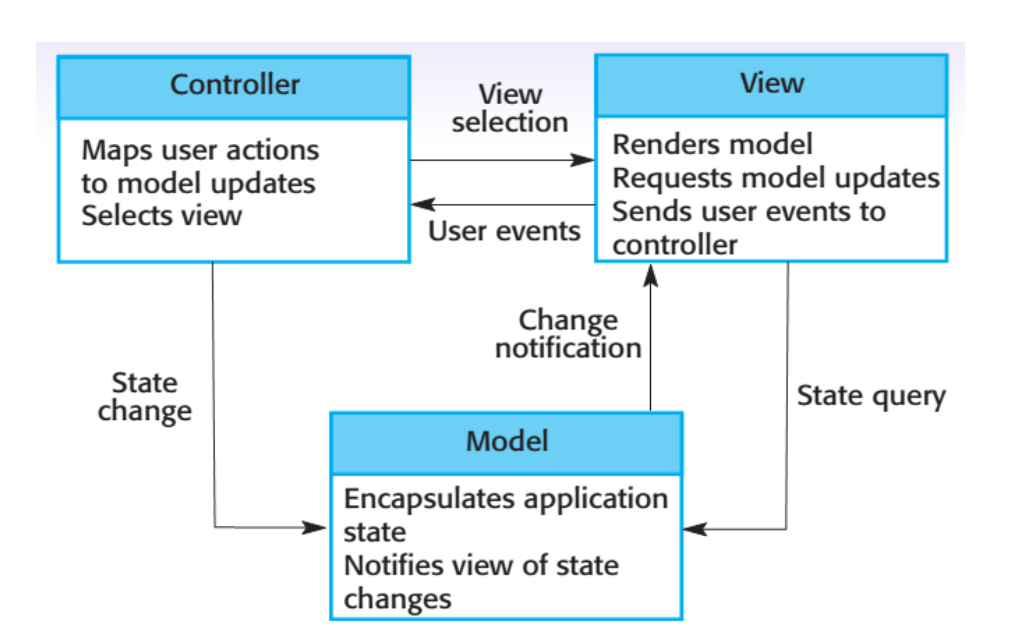 Controller
Maps user actions
to model updates
Selects view
View
selection
User events
View
Renders model
Requests model updates
Sends user events to
controller
State
change
Change
notification
State query
Model
Encapsulates application
state
Notifies view of state
changes